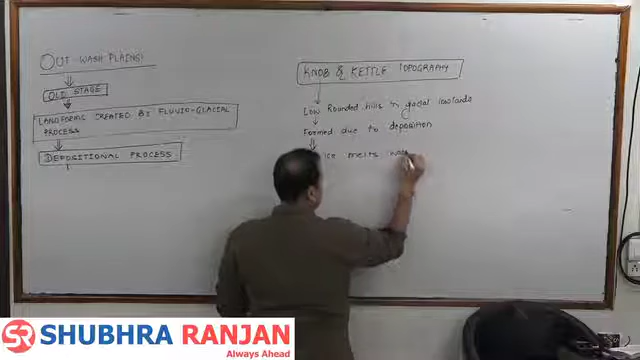 OUT WASH PLAINS
OLD STAGE
LANDFORMS CREATED BY FLUVIO-GLACIAL
PROCESS
DEPOSITIONAL PROCESS
KNOB & KETTLE TOPOGRAPHY
Low Rounded hills in glacial lowlands
Formed due to deposition
ice melts
SR SHUBHRA RANJAN
Always Ahead